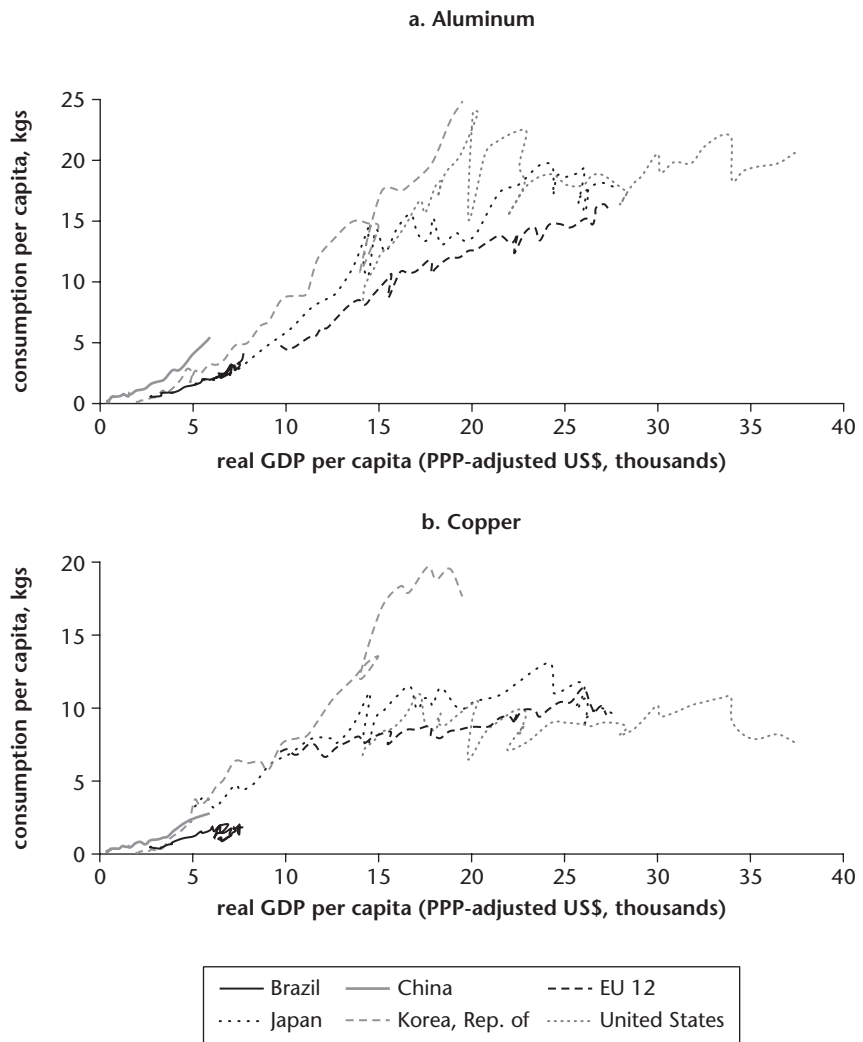 a. Aluminum
consumption per capita, kgs
25
20
15
10
5
0
0 5 10 15 20 25 30 35 40
real GDP per capita (PPP-adjusted US$, thousands)
b. Copper
consumption per capita, kgs
20
15
10
5
0
0 5 10 15 20 25 30 35 40
real GDP per capita (PPP-adjusted US$, thousands)
Brazil China EU 12
Japan Korea, Rep. of United States